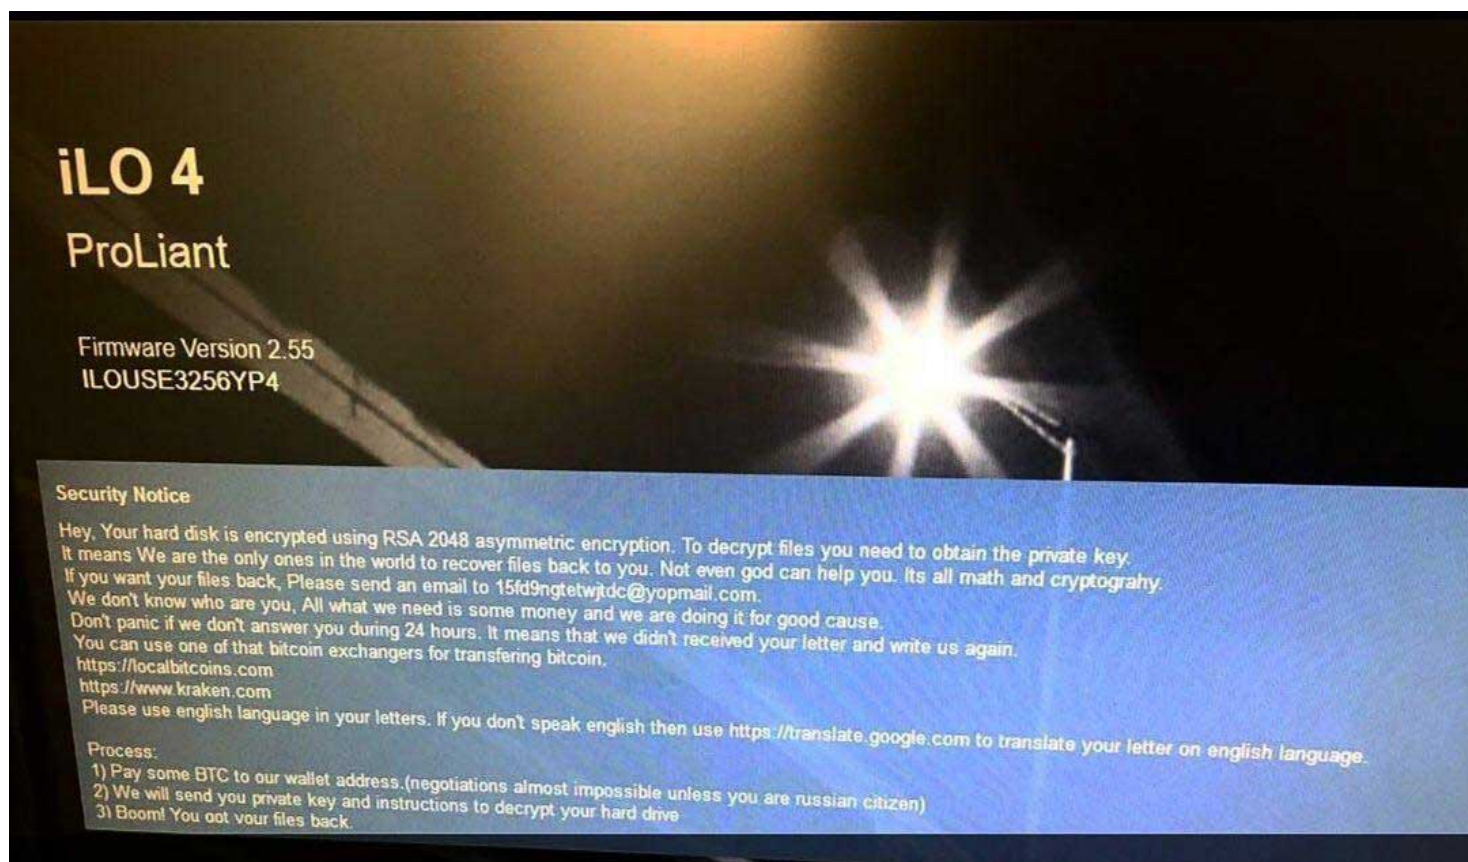 iLO 4
ProLiant
Firmware Version 2.55
ILOUSE3256YP4
Security Notice
Hey, Your hard disk is encrypted using RSA 2048 asymmetric encryption. To decrypt files you need to obtain the private key.
It means We are the only ones in the world to recover files back to you. Not even god can help you. Its all math and cryptograhy.
If you want your files back, Please send an email to 15fd9ngtetwjtdc@yopmail.com.
We don't know who are you, All what we need is some money and we are doing it for good cause.
Don't panic if we don't answer you during 24 hours. It means that we didn't received your letter and write us again.
You can use one of that bitcoin exchangers for transfering bitcoin.
https://localbitcoins.com
https://www.kraken.com
Please use english language in your letters. If you don't speak english then use https://translate.google.com to translate your letter on english language.
Process:
1) Pay some BTC to our wallet address.(negotiations almost impossible unless you are russian citizen)
2) We will send you private key and instructions to decrypt your hard drive
3) Boom! You got your files back.